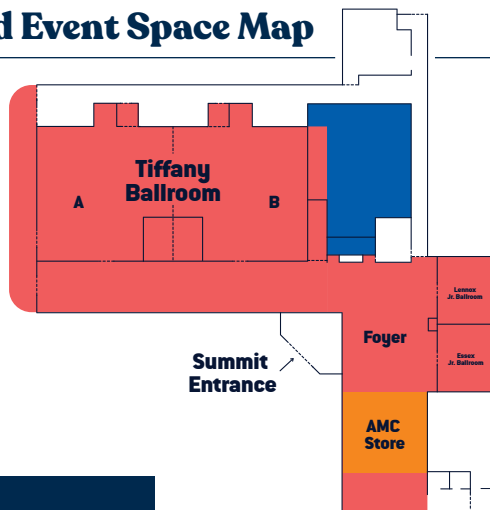 d Event Space Map
Tiffany
Ballroom
A
B
Lennox
Jr. Ballroom
Foyer
Essex
Jr. Ballroom
Summit
Entrance
AMC
Store